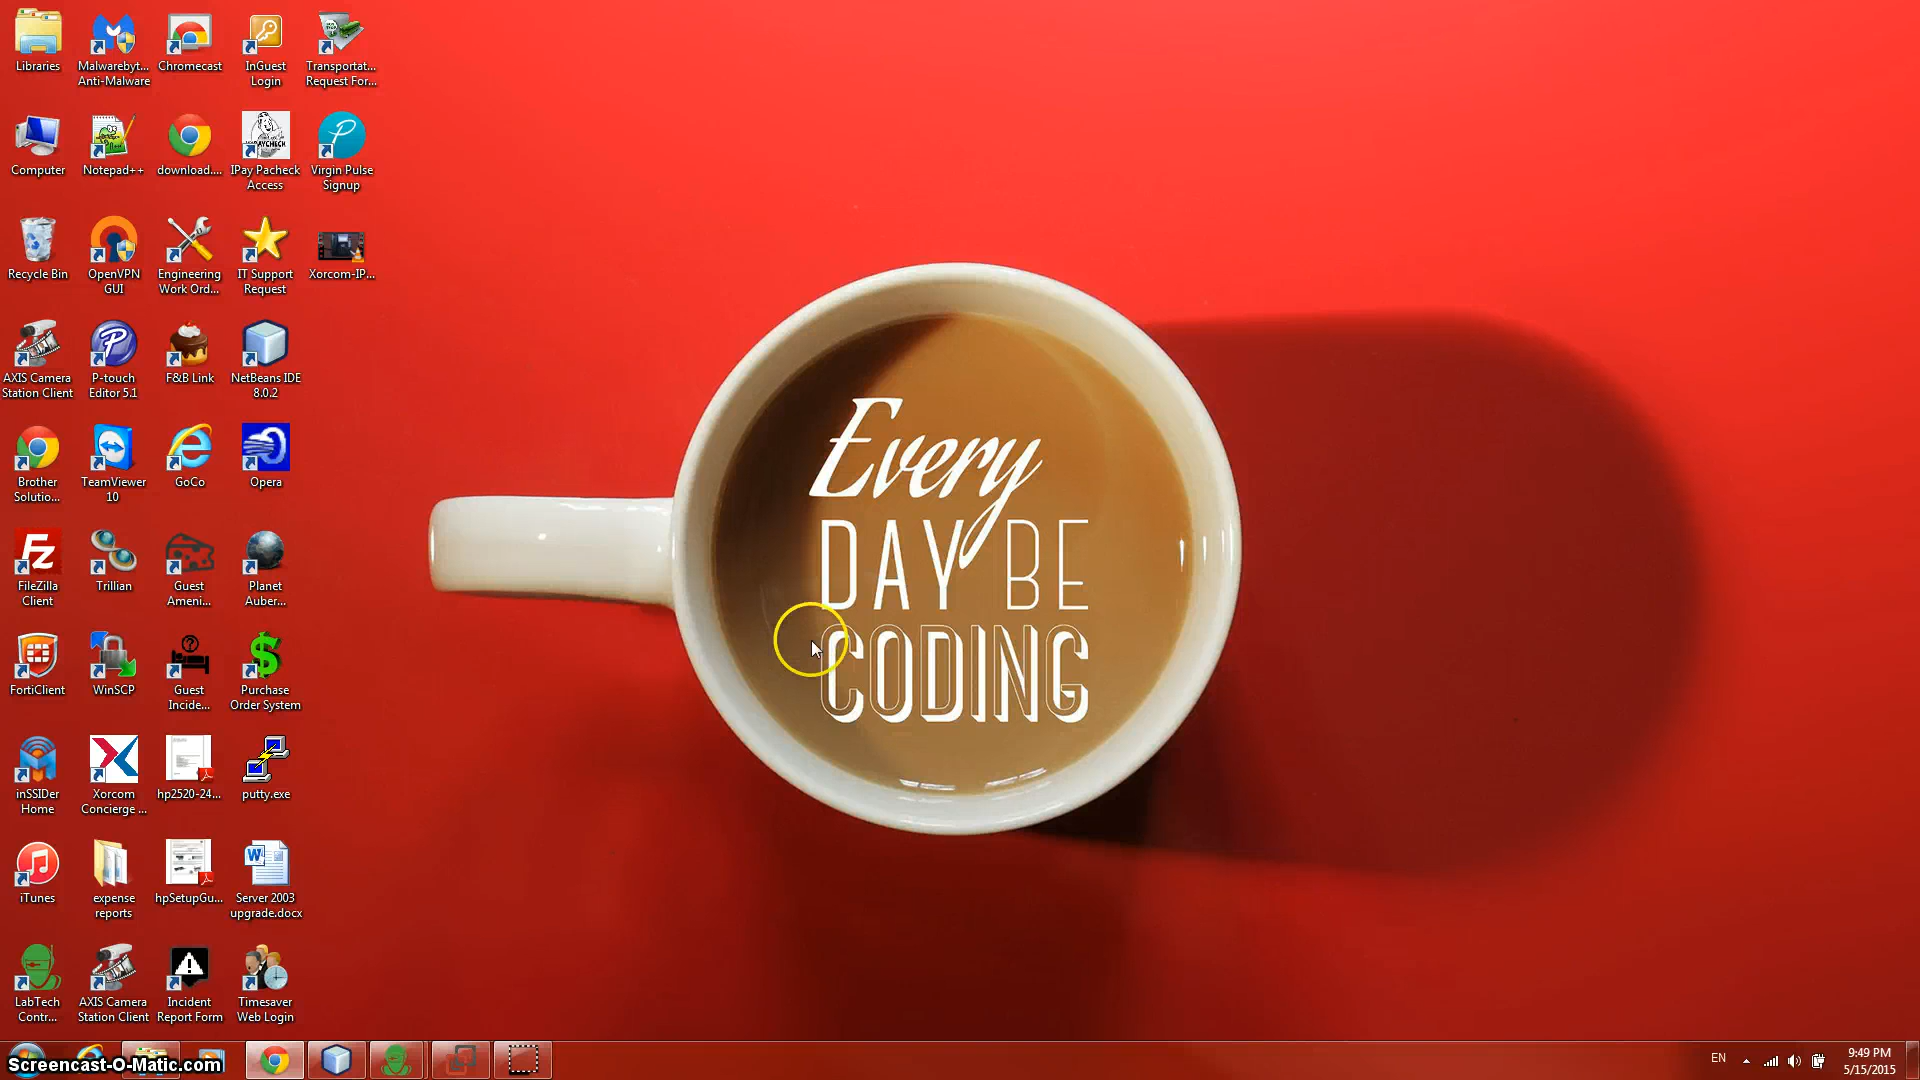 Libraries
Malwarebyt...
Anti-Malware
Chromecast
InGuest
Login
Transportat...
Request For...
Computer
Notepad++
download....
IPay Pacheck
Access
Virgin Pulse
Signup
Recycle Bin
OpenVPN
GUI
Engineering
Work Ord...
IT Support
Request
Xorcom-IP...
AXIS Camera
Station Client
P-touch
Editor 5.1
F&B Link
NetBeans IDE
8.0.2
Brother
Solutio...
TeamViewer
10
GoCo
Opera
FileZilla
Client
Trillian
Guest
Ameni...
Planet
Auber...
FortiClient
WinSCP
Guest
Incide...
Purchase
Order System
inSSIDer
Home
Xorcom
Concierge ...
hp2520-24...
putty.exe
iTunes
expense
reports
hpSetupGu...
Server 2003
upgrade.docx
LabTech
Contr...
AXIS Camera
Station Client
Incident
Report Form
Timesaver
Web Login
Every
DAY BE
CODING
Screencast-O-Matic.com
EN
9:49 PM
5/15/2015